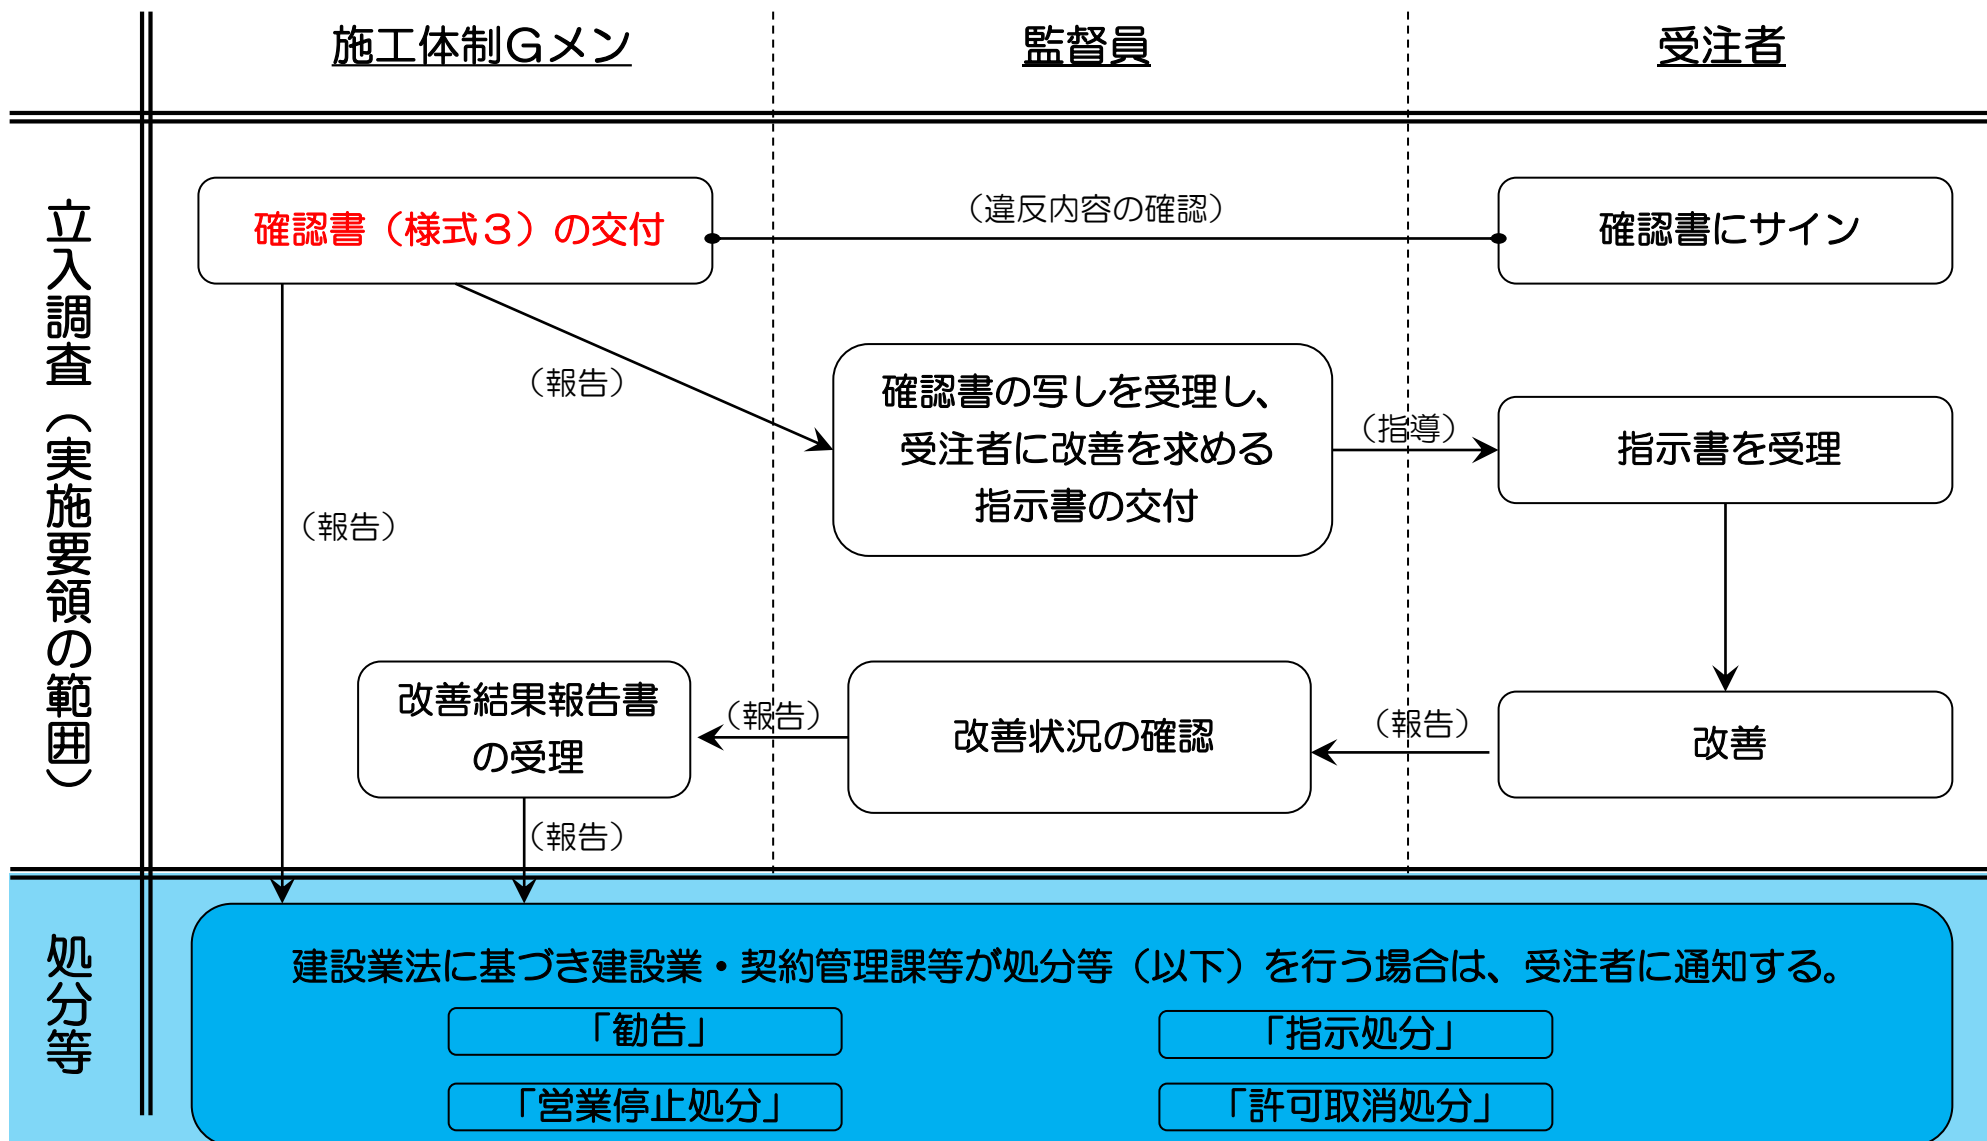 施工体制Gメン
監督員
受注者
立入調査（実施要領の範囲）
確認書（様式３）の交付
（違反内容の確認）
確認書にサイン
（報告）
確認書の写しを受理し、
受注者に改善を求める
指示書の交付
（指導）
指示書を受理
（報告）
改善結果報告書
の受理
（報告）
改善状況の確認
（報告）
改善
（報告）
処分等
建設業法に基づき建設業・契約管理課等が処分等（以下）を行う場合は、受注者に通知する。
「勧告」
「指示処分」
「営業停止処分」
「許可取消処分」